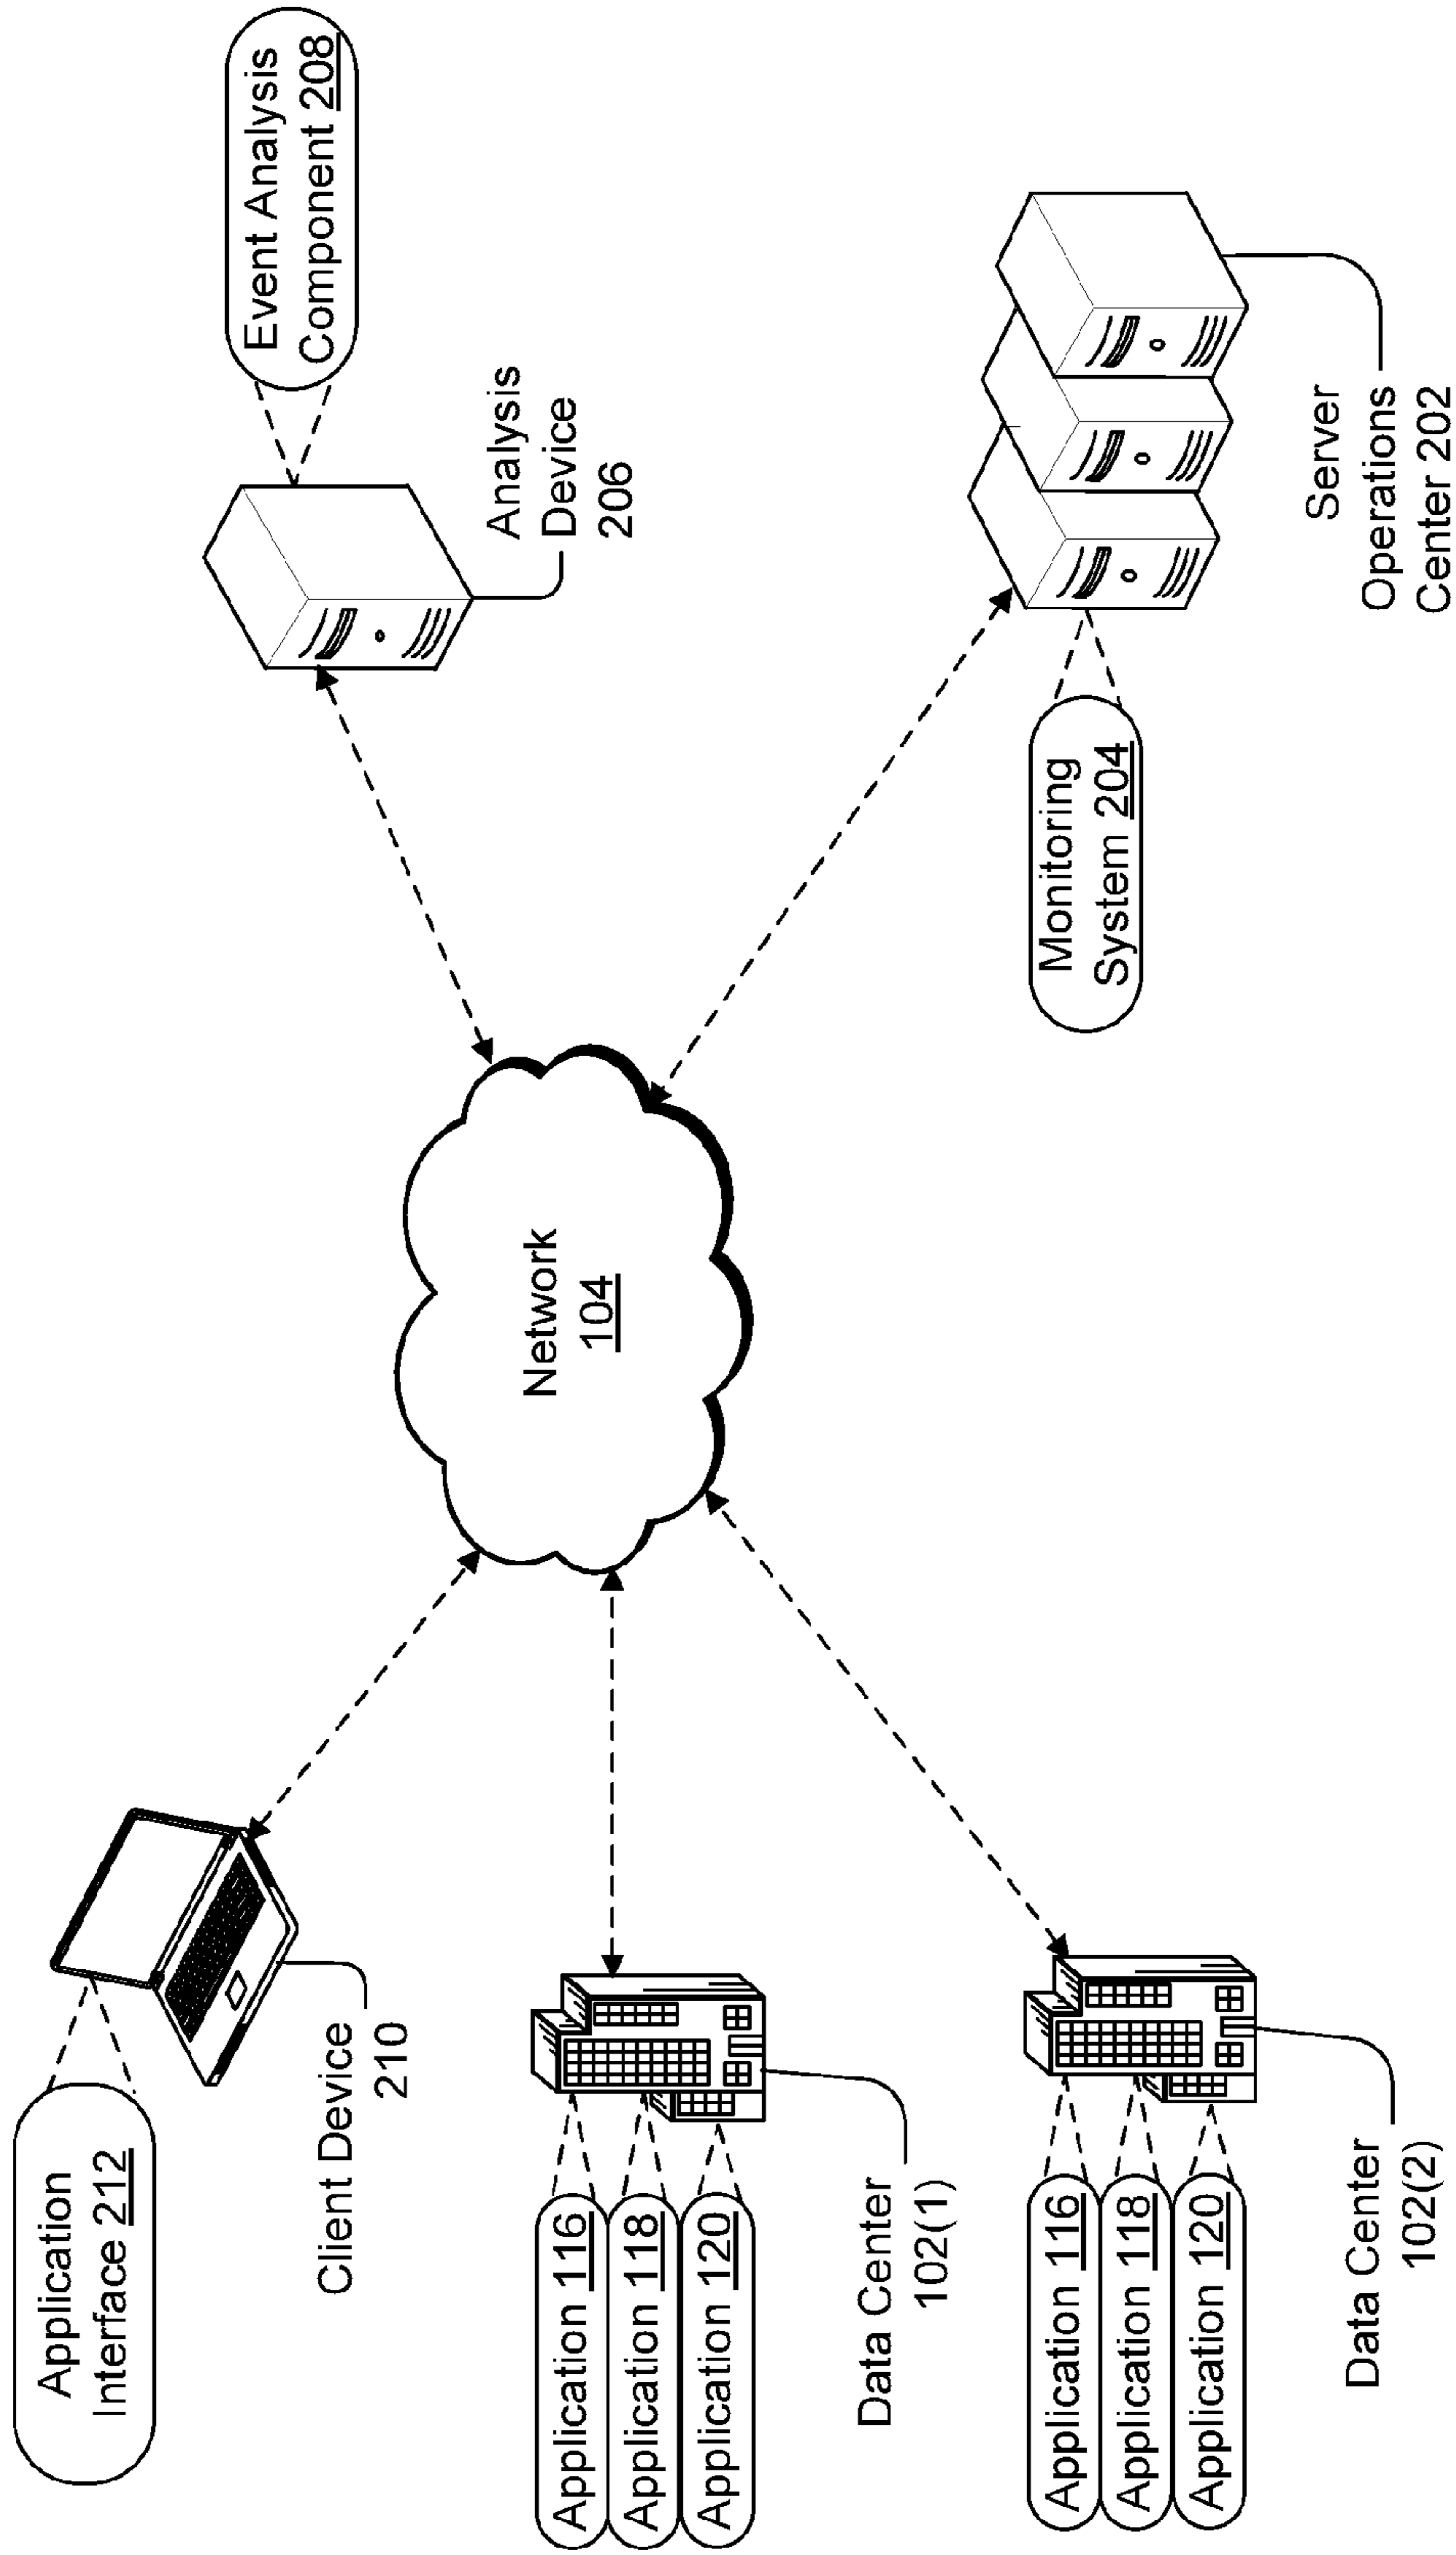 Application
Interface 212
Client Device
210
Application 116
Application 118
Application 120
Data Center
102(1)
Application 116
Application 118
Application 120
Data Center
102(2)
Network
104
Event Analysis
Component 208
Analysis
Device
206
Monitoring
System 204
Server
Operations
Center 202